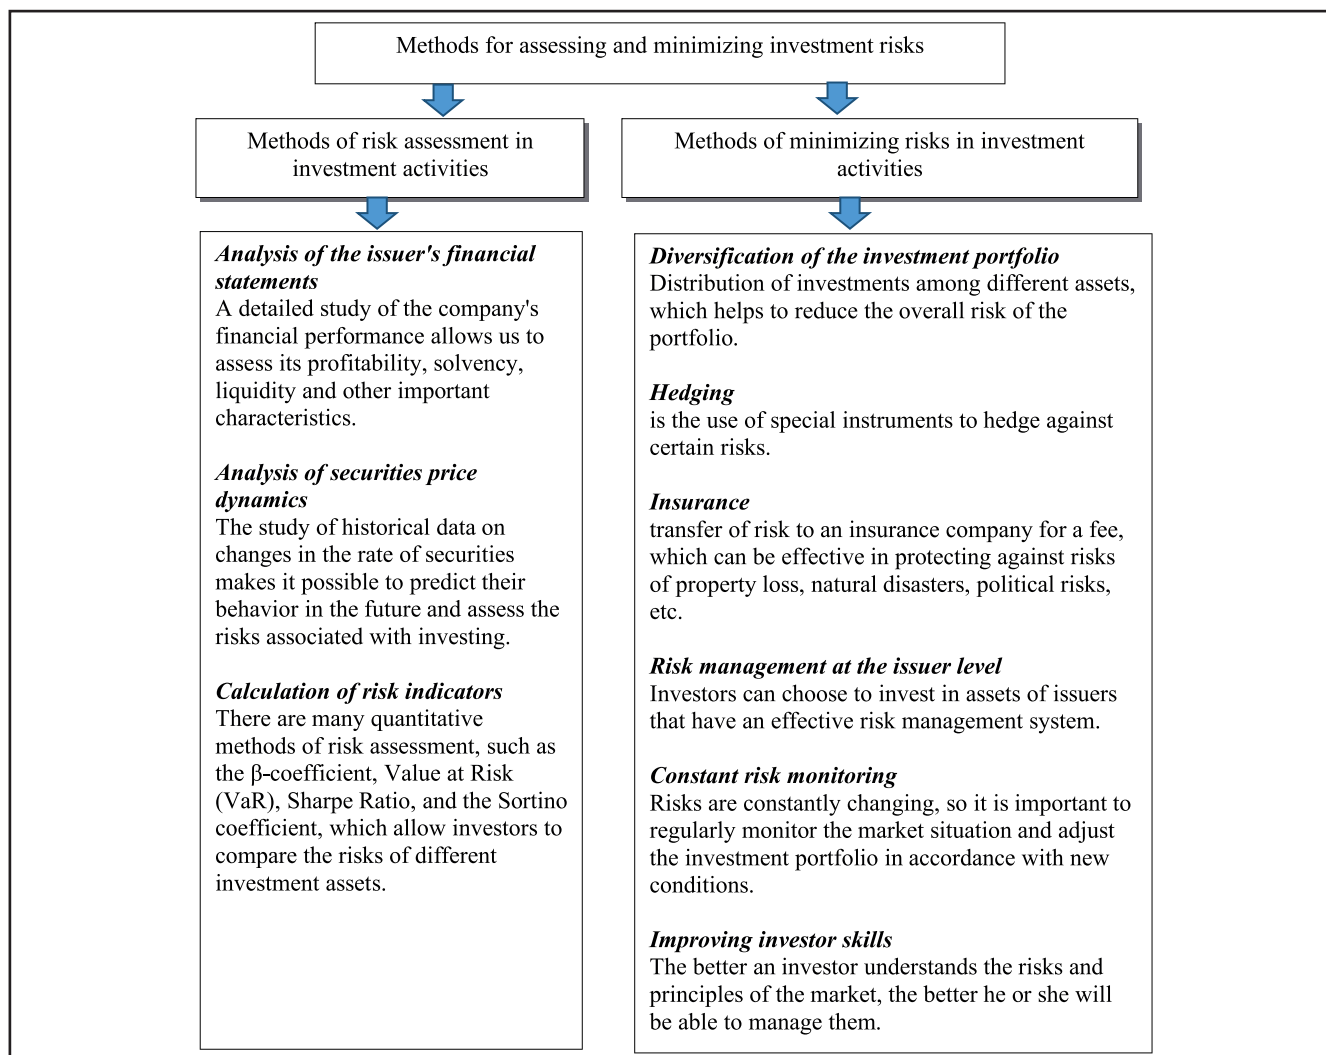 Methods for assessing and minimizing investment risks
Methods of risk assessment in
investment activities
Methods of minimizing risks in investment
activities
Analysis of the issuer's financial
statements
A detailed study of the company's
financial performance allows us to
assess its profitability, solvency,
liquidity and other important
characteristics.
Analysis of securities price
dynamics
The study of historical data on
changes in the rate of securities
makes it possible to predict their
behavior in the future and assess the
risks associated with investing.
Calculation of risk indicators
There are many quantitative
methods of risk assessment, such as
the β-coefficient, Value at Risk
(VaR), Sharpe Ratio, and the Sortino
coefficient, which allow investors to
compare the risks of different
investment assets.
Diversification of the investment portfolio
Distribution of investments among different assets,
which helps to reduce the overall risk of the
portfolio.
Hedging
is the use of special instruments to hedge against
certain risks.
Insurance
transfer of risk to an insurance company for a fee,
which can be effective in protecting against risks
of property loss, natural disasters, political risks,
etc.
Risk management at the issuer level
Investors can choose to invest in assets of issuers
that have an effective risk management system.
Constant risk monitoring
Risks are constantly changing, so it is important to
regularly monitor the market situation and adjust
the investment portfolio in accordance with new
conditions.
Improving investor skills
The better an investor understands the risks and
principles of the market, the better he or she will
be able to manage them.